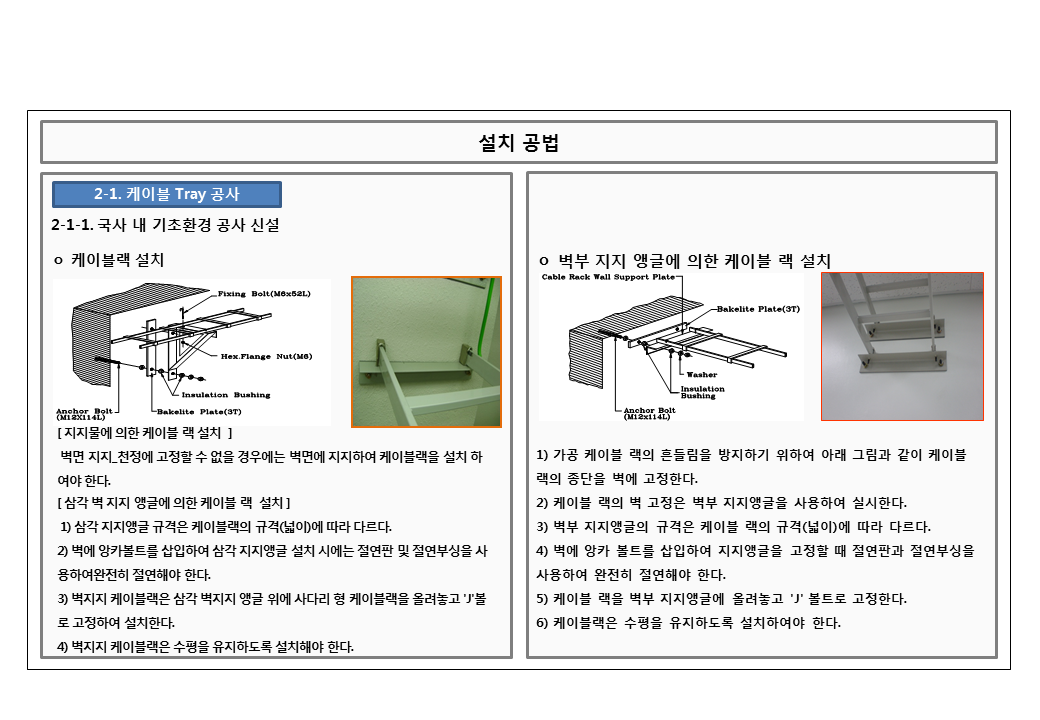 설치 공법
2-1. 케이블 Tray 공사
2-1-1. 국사 내 기초환경 공사 신설
ㅇ 케이블랙 설치
Fixing Bolt(M6x52L)
Hex.Flange Nut(M6)
Insulation Bushing
Anchor Bolt
(M12X114L)
Bakelite Plate(3T)
[ 지지물에 의한 케이블 랙 설치 ]
벽면 지지_천정에 고정할 수 없을 경우에는 벽면에 지지하여 케이블랙을 설치 하
여야 한다.
[ 삼각 벽 지지 앵글에 의한 케이블 랙 설치 ]
1) 삼각 지지앵글 규격은 케이블랙의 규격(넓이)에 따라 다르다.
2) 벽에 앙카볼트를 삽입하여 삼각 지지앵글 설치 시에는 절연판 및 절연부싱을 사
용하여완전히 절연해야 한다.
3) 벽지지 케이블랙은 삼각 벽지지 앵글 위에 사다리 형 케이블랙을 올려놓고 'J'볼
로 고정하여 설치한다.
4) 벽지지 케이블랙은 수평을 유지하도록 설치해야 한다.
ㅇ 벽부 지지 앵글에 의한 케이블 랙 설치
Cable Rack Wall Support Plate
Bakelite Plate(3T)
Washer
Insulation
Bushing
Anchor Bolt
(M12x114L)
1) 가공 케이블 랙의 흔들림을 방지하기 위하여 아래 그림과 같이 케이블
랙의 종단을 벽에 고정한다.
2) 케이블 랙의 벽 고정은 벽부 지지앵글을 사용하여 실시한다.
3) 벽부 지지앵글의 규격은 케이블 랙의 규격(넓이)에 따라 다르다.
4) 벽에 앙카 볼트를 삽입하여 지지앵글을 고정할 때 절연판과 절연부싱을
사용하여 완전히 절연해야 한다.
5) 케이블 랙을 벽부 지지앵글에 올려놓고 'J' 볼트로 고정한다.
6) 케이블랙은 수평을 유지하도록 설치하여야 한다.